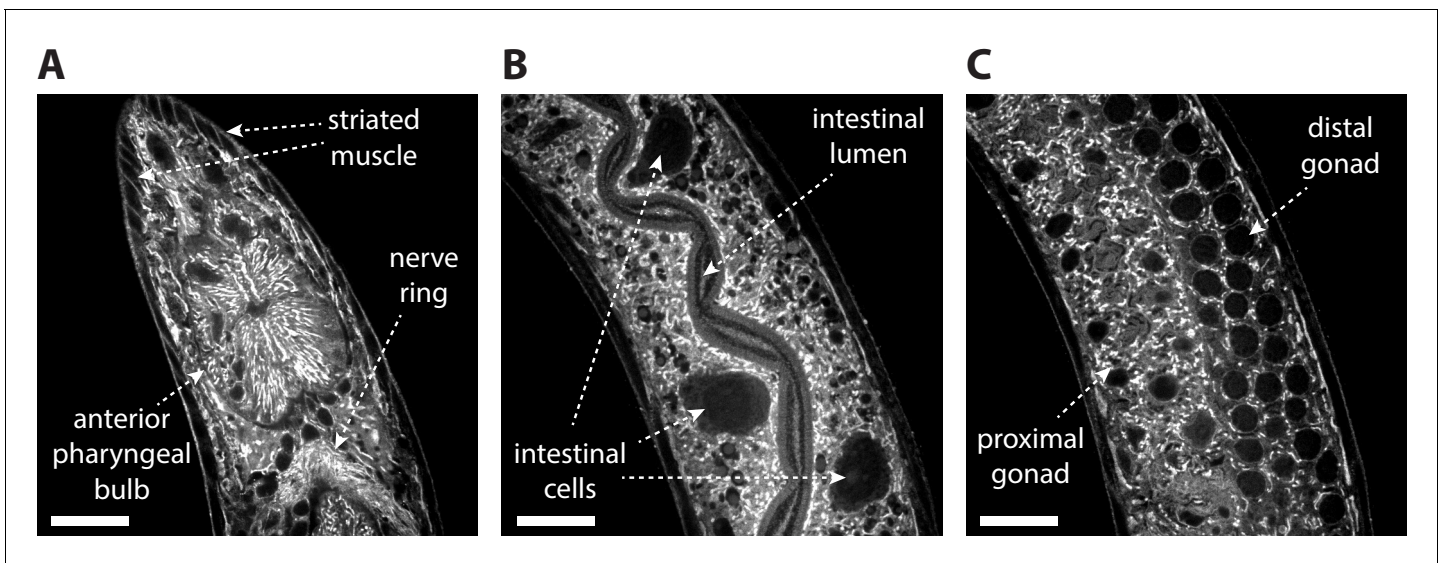 A
striated
muscle
nerve
ring
anterior
pharyngeal
bulb
B
intestinal
lumen
intestinal
cells
C
distal
gonad
proximal
gonad